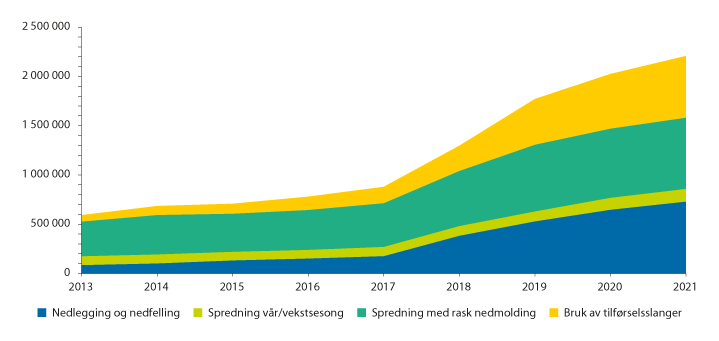 2 500 000
2 000 000
1 500 000
1 000 000
500 000
0
2013 2014 2015 2016 2017 2018 2019 2020 2021
Nedlegging og nedfelling Spredning vår/vekstsesong Spredning med rask nedmolding Bruk av tilførselsslanger